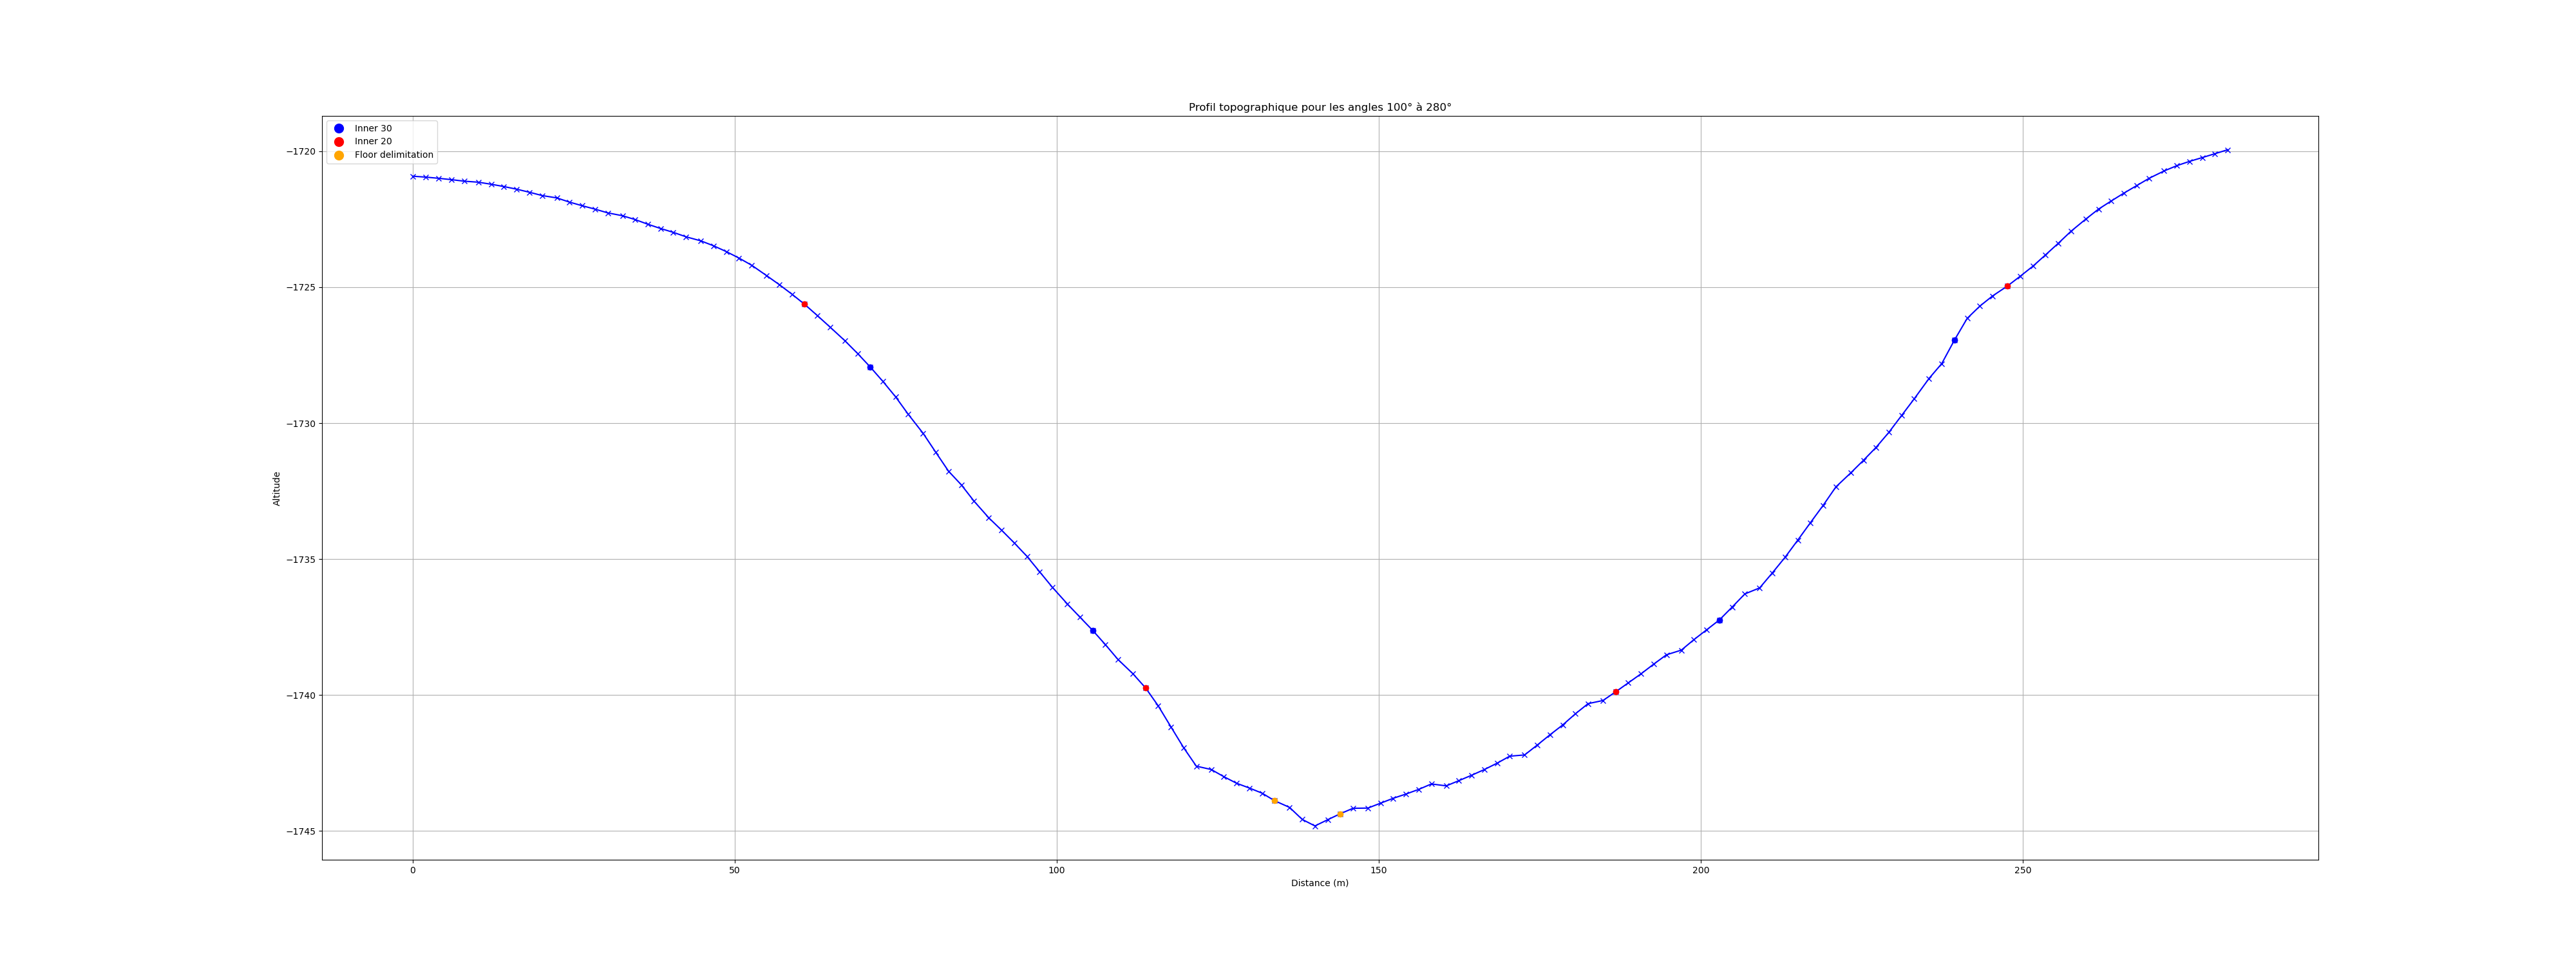 Profil topographique pour les angles 100° à 280°
Inner 30
Inner 20
Floor delimitation
−1720
−1725
−1730
−1735
−1740
−1745
Altitude
0 50 100 150 200 250
Distance (m)